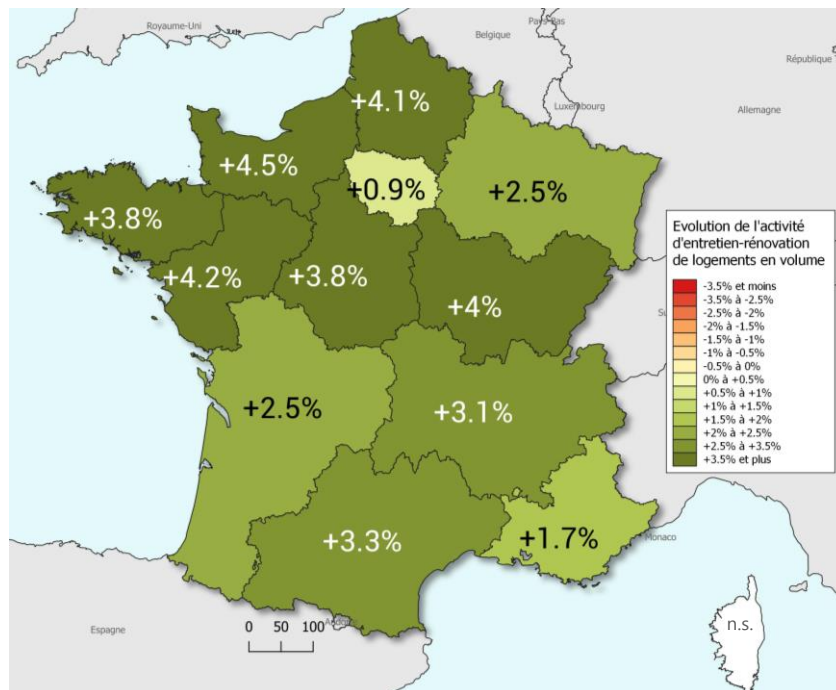 Royaume-Uni
Belgique
Pays-Bas
République
Luxembourg
Allemagne
+4.1%
+4.5%
+0.9%
+2.5%
+3.8%
+4.2%
+3.8%
+4%
Evolution de l'activité
d'entretien-rénovation
de logements en volume
-3.5% et moins
-3.5% à -2.5%
-2.5% à -2%
-2% à -1.5%
-1.5% à -1%
-1% à -0.5%
-0.5% à 0%
0% à +0.5%
+0.5% à +1%
+1% à +1.5%
+1.5% à +2%
+2% à +2.5%
+2.5% à +3.5%
+3.5% et plus
+2.5%
+3.1%
+3.3%
+1.7%
Monaco
n.s.
Espagne
0 50 100